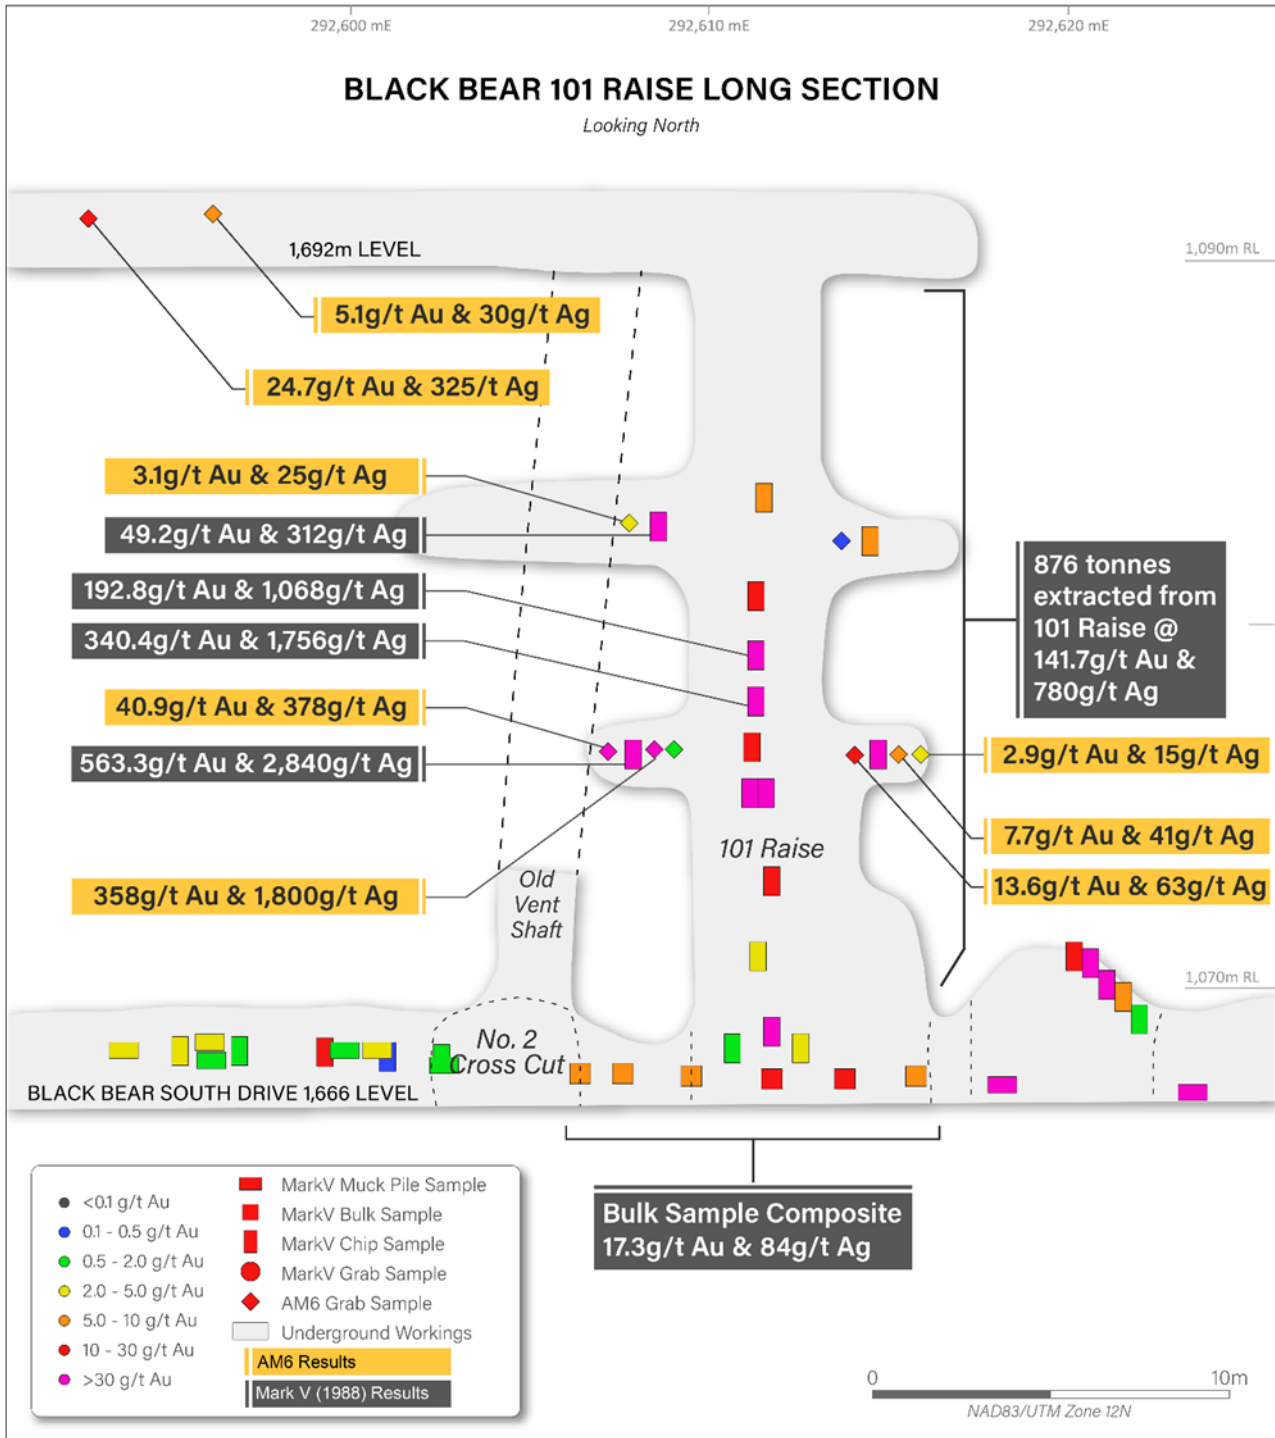 292,600 mE
292,610 mE
292,620 mE
BLACK BEAR 101 RAISE LONG SECTION
Looking North
1,692m LEVEL
1,090m RL
5.1g/t Au & 30g/t Ag
24.7g/t Au & 325/t Ag
3.1g/t Au & 25g/t Ag
49.2g/t Au & 312g/t Ag
192.8g/t Au & 1,068g/t Ag
340.4g/t Au & 1,756g/t Ag
40.9g/t Au & 378g/t Ag
563.3g/t Au & 2,840g/t Ag
358g/t Au & 1,800g/t Ag
876 tonnes
extracted from
101 Raise @
141.7g/t Au &
780g/t Ag
2.9g/t Au & 15g/t Ag
7.7g/t Au & 41g/t Ag
13.6g/t Au & 63g/t Ag
101 Raise
Old
Vent
Shaft
1,070m RL
No. 2
Cross Cut
BLACK BEAR SOUTH DRIVE 1,666 LEVEL
Bulk Sample Composite
17.3g/t Au & 84g/t Ag
<0.1 g/t Au
0.1 - 0.5 g/t Au
0.5 - 2.0 g/t Au
2.0 - 5.0 g/t Au
5.0 - 10 g/t Au
10 - 30 g/t Au
>30 g/t Au
MarkV Muck Pile Sample
MarkV Bulk Sample
MarkV Chip Sample
MarkV Grab Sample
AM6 Grab Sample
Underground Workings
AM6 Results
Mark V (1988) Results
0
10m
NAD83/UTM Zone 12N